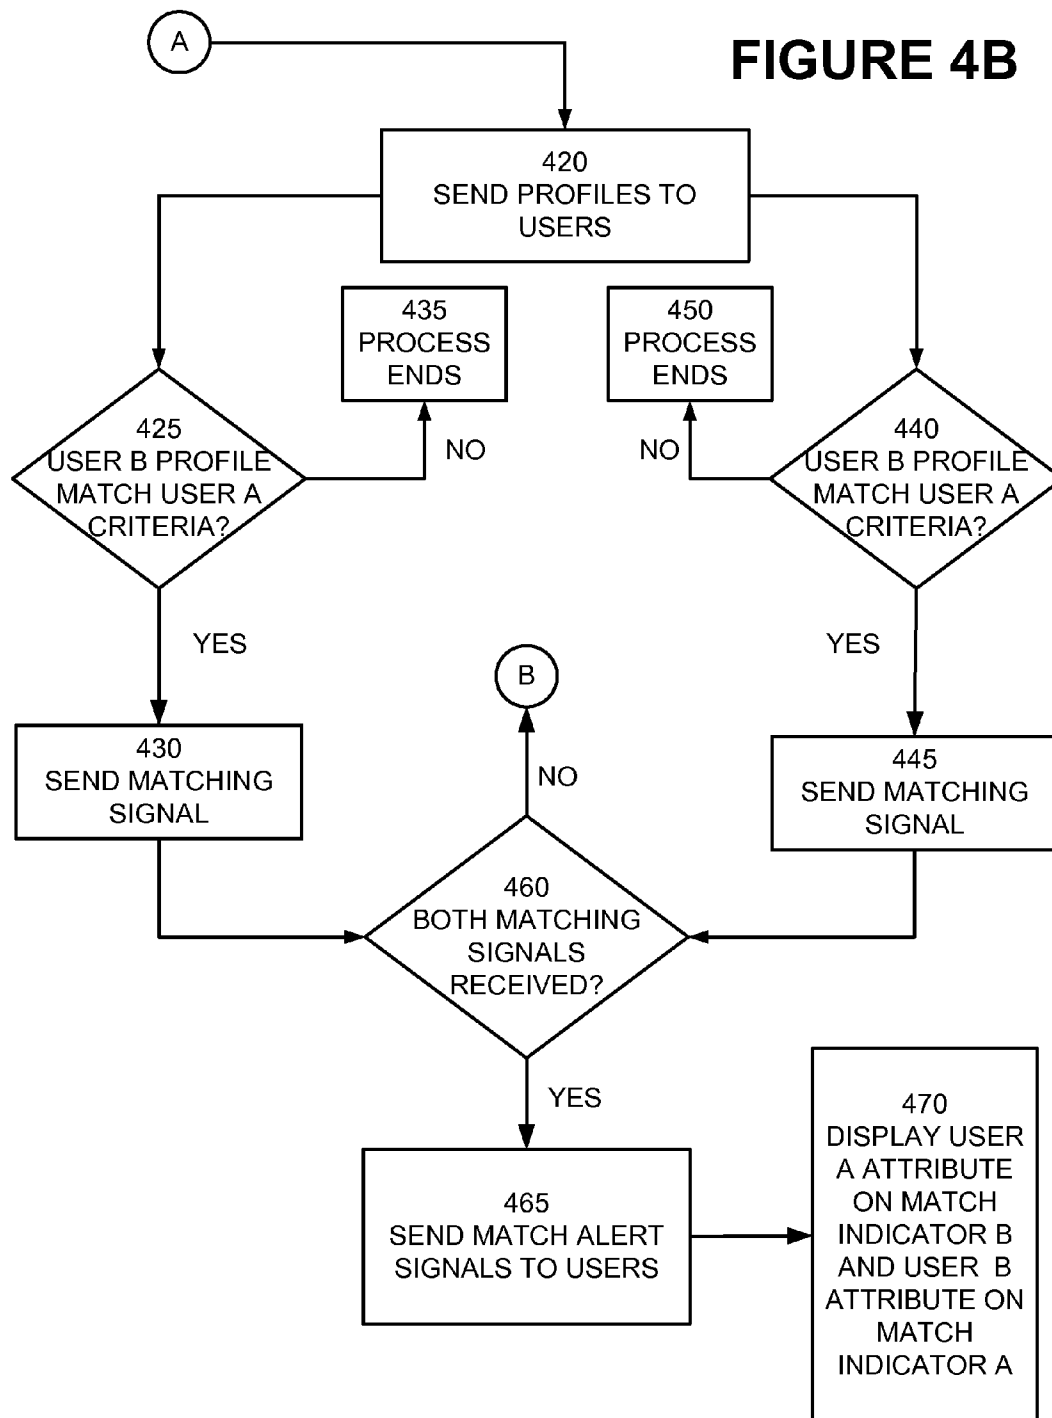 A
FIGURE 4B
420
SEND PROFILES TO
USERS
435
PROCESS
ENDS
450
PROCESS
ENDS
425
USER B PROFILE
MATCH USER A
CRITERIA?
NO
NO
440
USER B PROFILE
MATCH USER A
CRITERIA?
YES
YES
B
430
SEND MATCHING
SIGNAL
NO
445
SEND MATCHING
SIGNAL
460
BOTH MATCHING
SIGNALS
RECEIVED?
YES
465
SEND MATCH ALERT
SIGNALS TO USERS
470
DISPLAY USER
A ATTRIBUTE
ON MATCH
INDICATOR B
AND USER B
ATTRIBUTE ON
MATCH
INDICATOR A